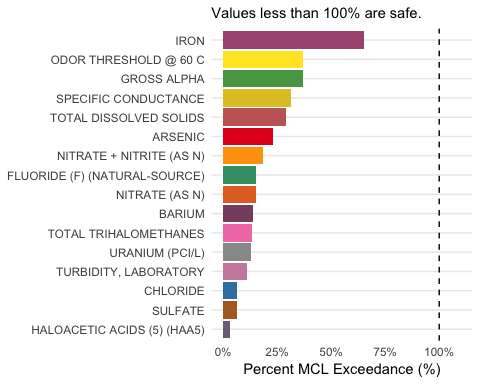 Values less than 100% are safe.
IRON
ODOR THRESHOLD @ 60 C
GROSS ALPHA
SPECIFIC CONDUCTANCE
TOTAL DISSOLVED SOLIDS
ARSENIC
NITRATE + NITRITE (AS N)
FLUORIDE (F) (NATURAL-SOURCE)
NITRATE (AS N)
BARIUM
TOTAL TRIHALOMETHANES
URANIUM (PCI/L)
TURBIDITY, LABORATORY
CHLORIDE
SULFATE
HALOACETIC ACIDS (5) (HAA5)
0% 25% 50% 75% 100%
Percent MCL Exceedance (%)